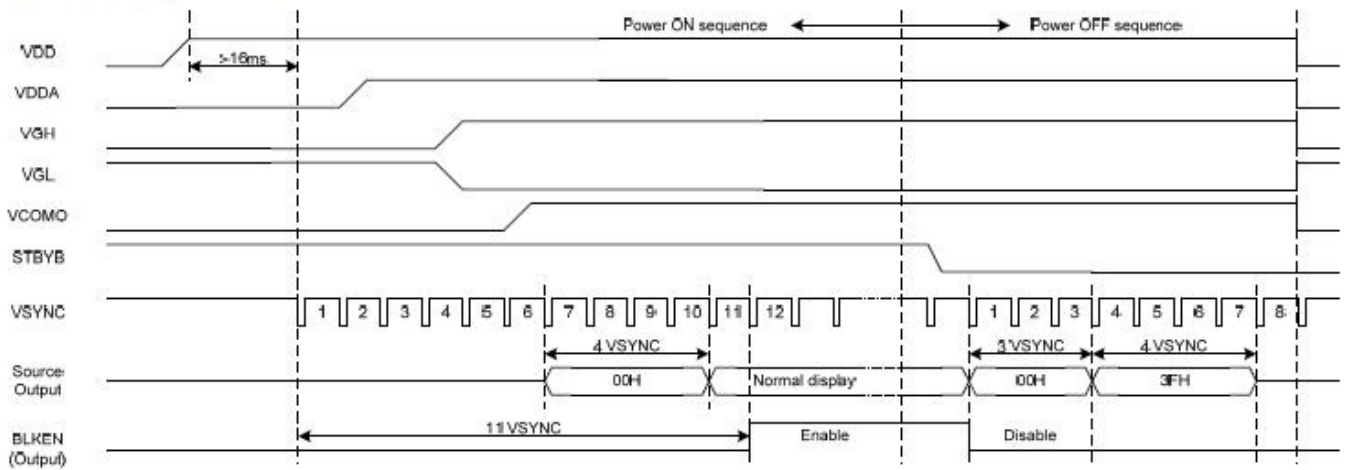 Power ON sequence Power OFF sequence
VDD
>16ms
VDDA
VGH
VGL
VCOMO
STBYB
VSYNC 1 2 3 4 5 6 7 8 9 10 11 12 1 2 3 4 5 6 7 8
4 VSYNC 3 VSYNC 4 VSYNC
Source Output 00H Normal display 00H 3FH
11 VSYNC
BLKEN (Output) Enable Disable